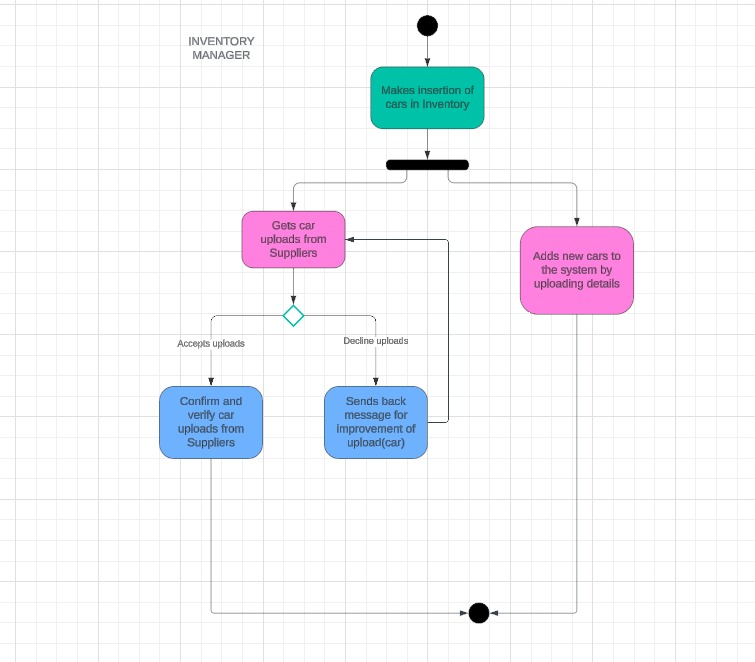 INVENTORY
MANAGER
Makes insertion of
cars in Inventory
Gets car
uploads from
Suppliers
Adds new cars to
the system by
uploading details
Accepts uploads
Decline uploads
Confirm and
verify car
uploads from
Suppliers
Sends back
message for
improvement of
upload(car)